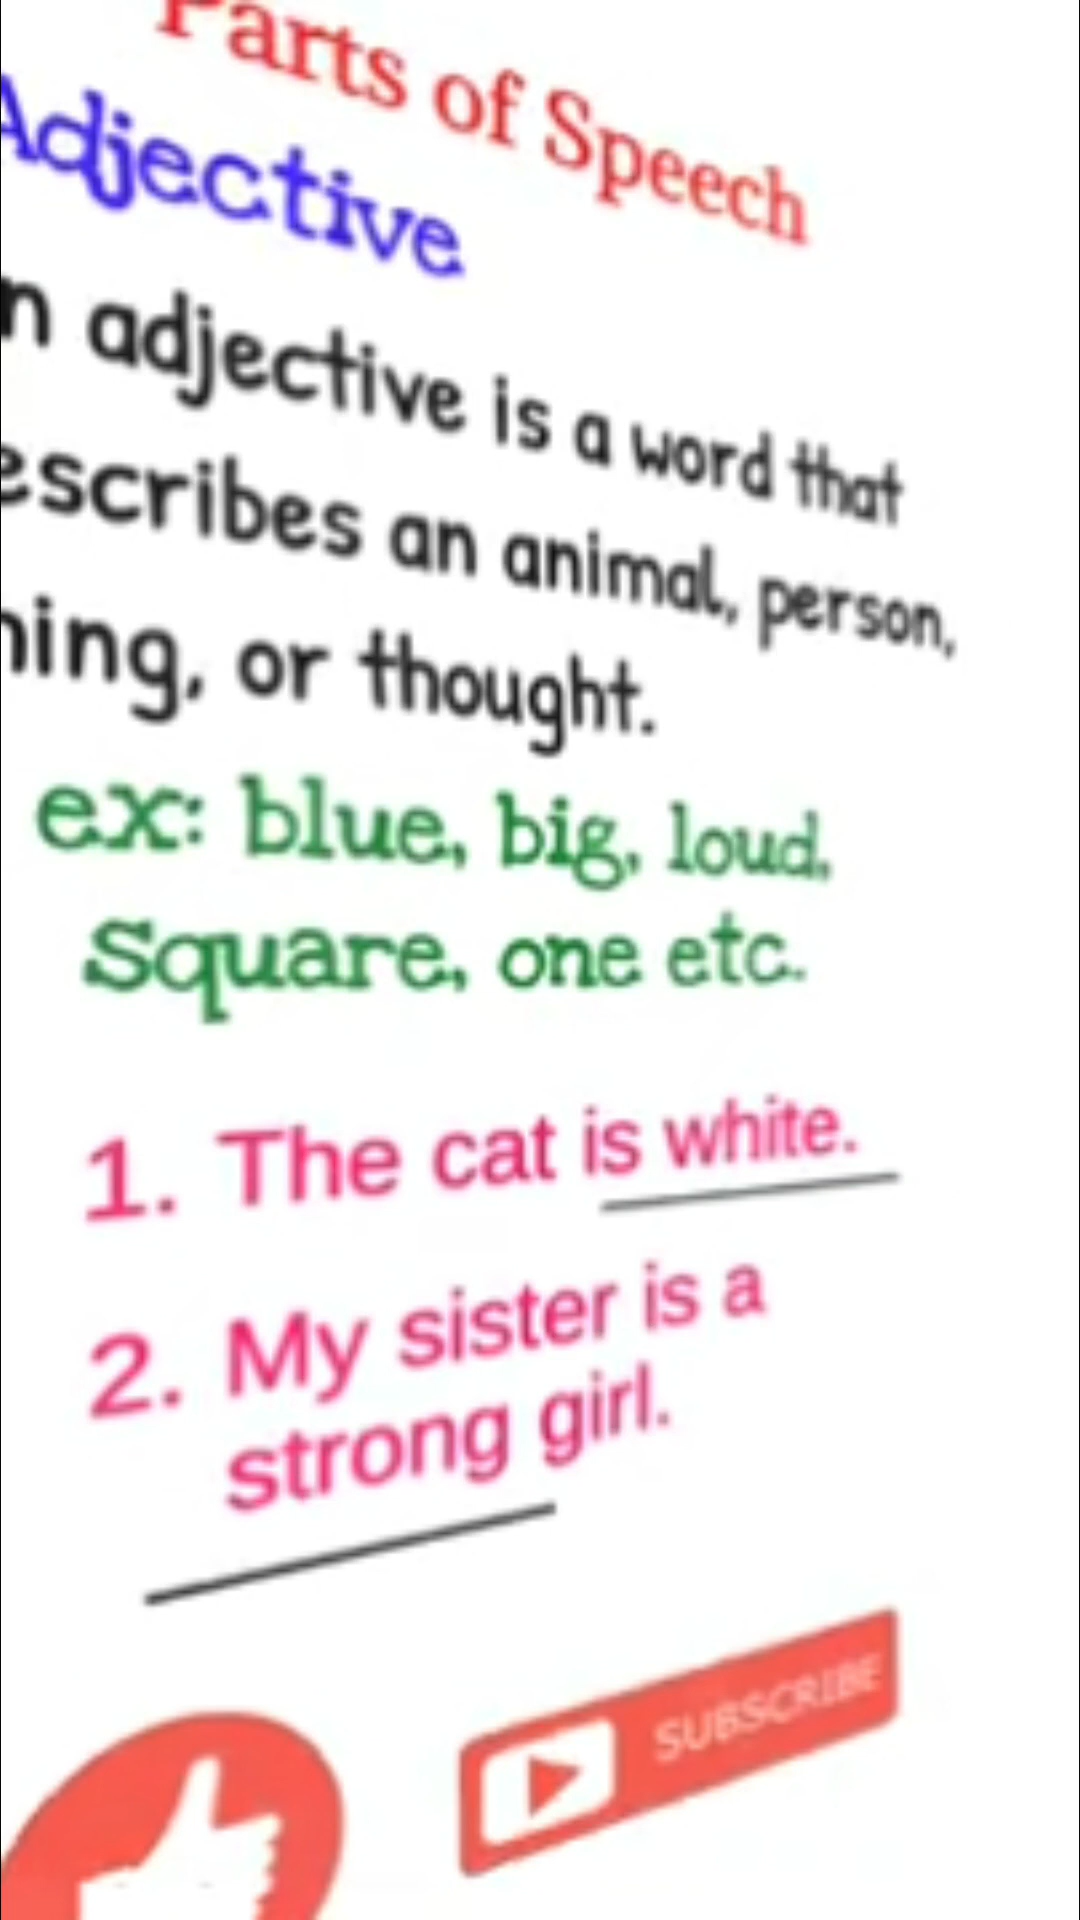 Parts of Speech
Adjective
n adjective is a word that
escribes an animal, person,
hing, or thought.
ex: blue, big, loud,
Square, one etc.
1. The cat is white.
2. My sister is a
strong girl.
SUBSCRIBE